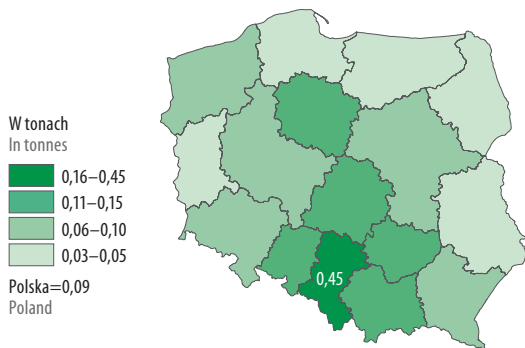 W tonach
In tonnes
0,16–0,45
0,11–0,15
0,06–0,10
0,03–0,05
Polska=0,09
Poland
0,45